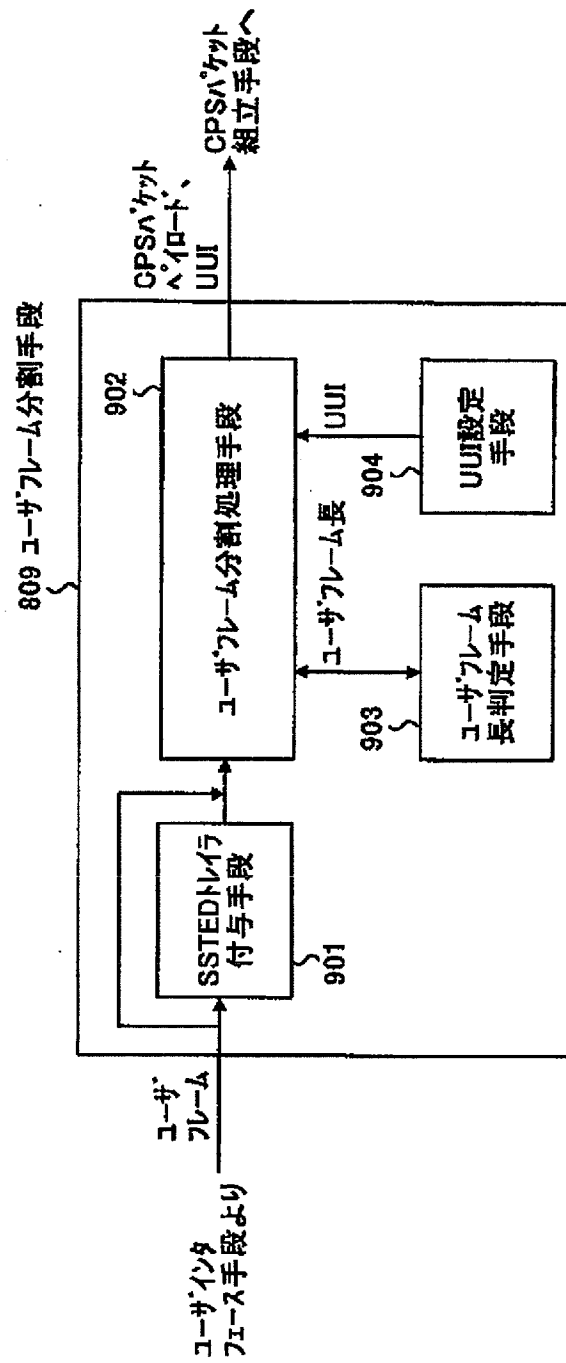 809 ユーザフレーム分割手段
ユーザインタ
フェース手段より
ユーザ
フレーム
SSTEDトレイラ
付与手段
901
902
ユーザフレーム分割処理手段
ユーザフレーム長
UUI
903
ユーザフレーム
長判定手段
904
UUI設定
手段
CPSパケット
ペイロード、
UUI
CPSパケット
組立手段へ